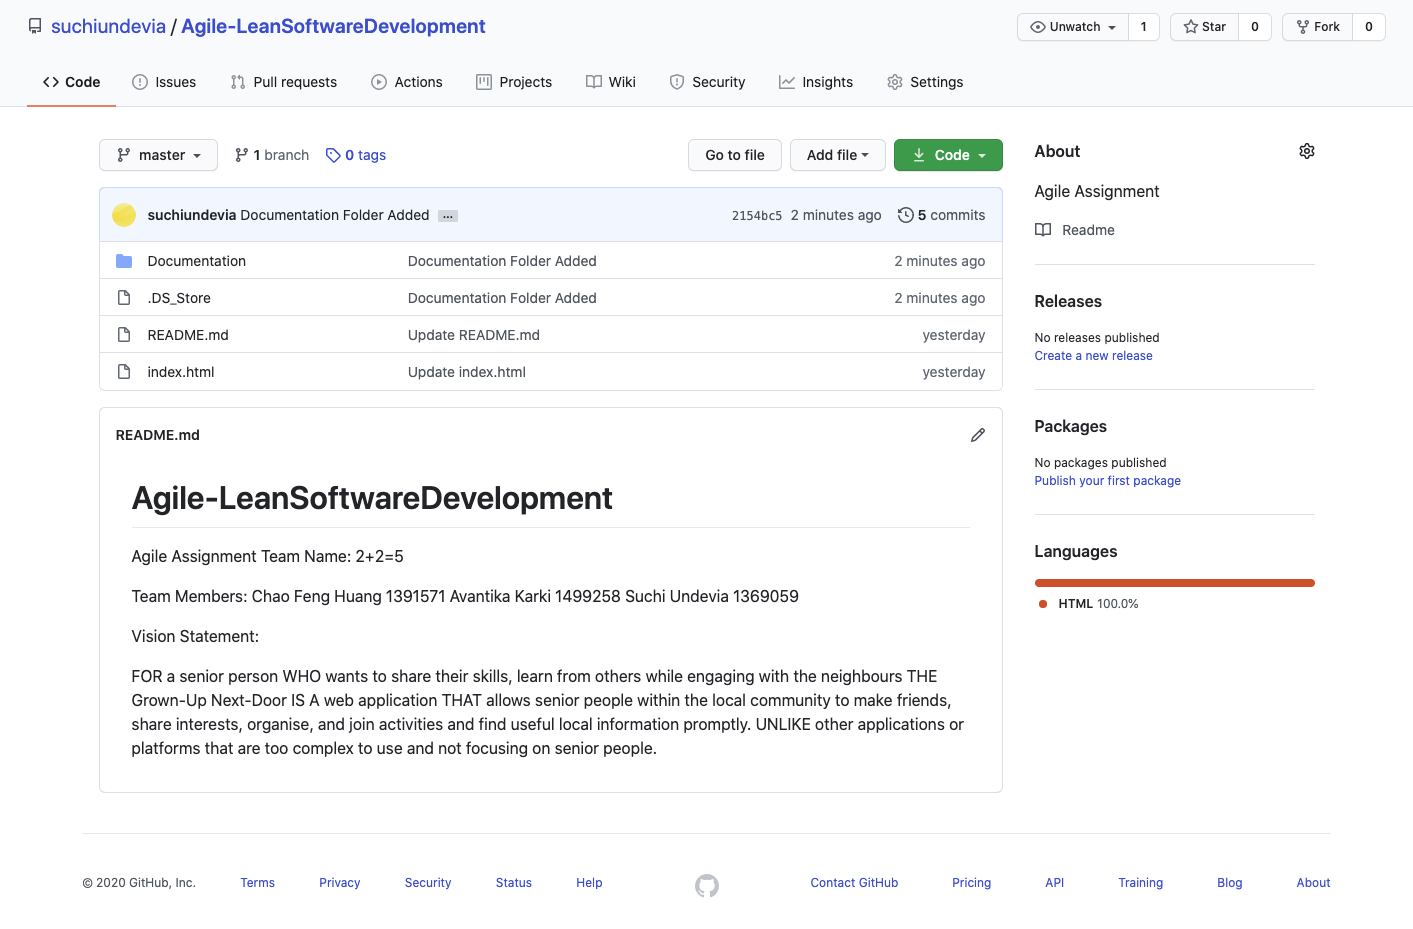 suchiundevia / Agile-LeanSoftwareDevelopment
Unwatch 1
Star 0
Fork 0
Code
Issues
Pull requests
Actions
Projects
Wiki
Security
Insights
Settings
master
1 branch
0 tags
Go to file
Add file
Code
suchiundevia Documentation Folder Added ...
2154bc5 2 minutes ago
5 commits
Documentation Documentation Folder Added 2 minutes ago
.DS_Store Documentation Folder Added 2 minutes ago
README.md Update README.md yesterday
index.html Update index.html yesterday
README.md
Agile-LeanSoftwareDevelopment
Agile Assignment Team Name: 2+2=5
Team Members: Chao Feng Huang 1391571 Avantika Karki 1499258 Suchi Undevia 1369059
Vision Statement:
FOR a senior person WHO wants to share their skills, learn from others while engaging with the neighbours THE
Grown-Up Next-Door IS A web application THAT allows senior people within the local community to make friends,
share interests, organise, and join activities and find useful local information promptly. UNLIKE other applications or
platforms that are too complex to use and not focusing on senior people.
About
Agile Assignment
Readme
Releases
No releases published
Create a new release
Packages
No packages published
Publish your first package
Languages
HTML 100.0%
© 2020 GitHub, Inc.
Terms
Privacy
Security
Status
Help
Contact GitHub
Pricing
API
Training
Blog
About